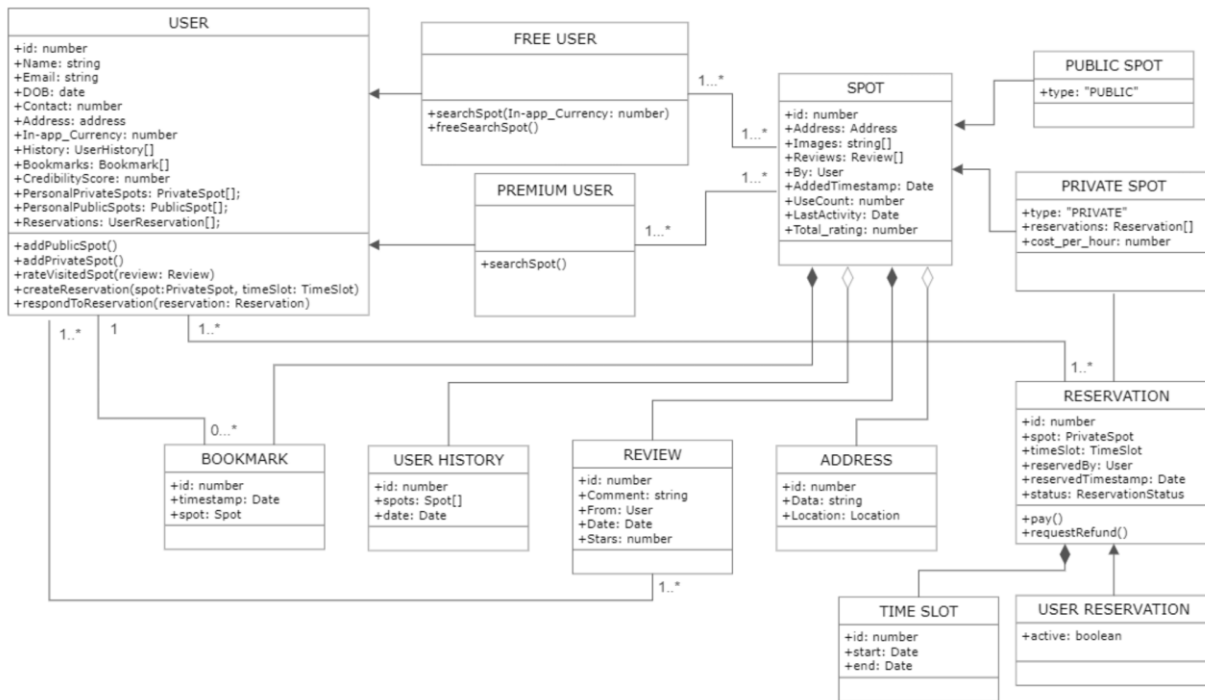 USER
+id: number
+Name: string
+Email: string
+DOB: date
+Contact: number
+Address: address
+In-app_Currency: number
+History: UserHistory[]
+Bookmarks: Bookmark[]
+CredibilityScore: number
+PersonalPrivateSpots: PrivateSpot[];
+PersonalPublicSpots: PublicSpot[];
+Reservations: UserReservation[];
+addPublicSpot()
+addPrivateSpot()
+rateVisitedSpot(review: Review)
+createReservation(spot:PrivateSpot, timeSlot: TimeSlot)
+respondToReservation(reservation: Reservation)
FREE USER
+searchSpot(In-app_Currency: number)
+freeSearchSpot()
PREMIUM USER
+searchSpot()
1...*
1...*
1...*
1...*
SPOT
+id: number
+Address: Address
+Images: string[]
+Reviews: Review[]
+By: User
+AddedTimestamp: Date
+UseCount: number
+LastActivity: Date
+Total_rating: number
PUBLIC SPOT
+type: "PUBLIC"
PRIVATE SPOT
+type: "PRIVATE"
+reservations: Reservation[]
+cost_per_hour: number
1..*
1
1..*
1..*
0...*
BOOKMARK
+id: number
+timestamp: Date
+spot: Spot
USER HISTORY
+id: number
+spots: Spot[]
+date: Date
REVIEW
+id: number
+Comment: string
+From: User
+Date: Date
+Stars: number
1..*
ADDRESS
+id: number
+Data: string
+Location: Location
RESERVATION
+id: number
+spot: PrivateSpot
+timeSlot: TimeSlot
+reservedBy: User
+reservedTimestamp: Date
+status: ReservationStatus
+pay()
+requestRefund()
TIME SLOT
+id: number
+start: Date
+end: Date
USER RESERVATION
+active: boolean